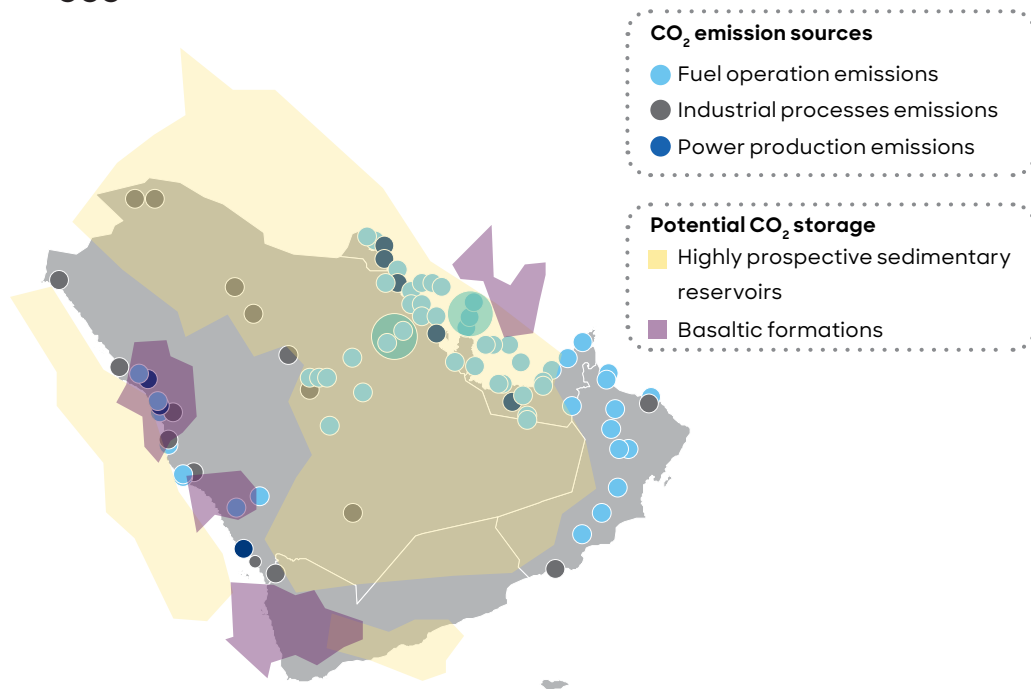 CO₂ emission sources
Fuel operation emissions
Industrial processes emissions
Power production emissions
Potential CO₂ storage
Highly prospective sedimentary
reservoirs
Basaltic formations